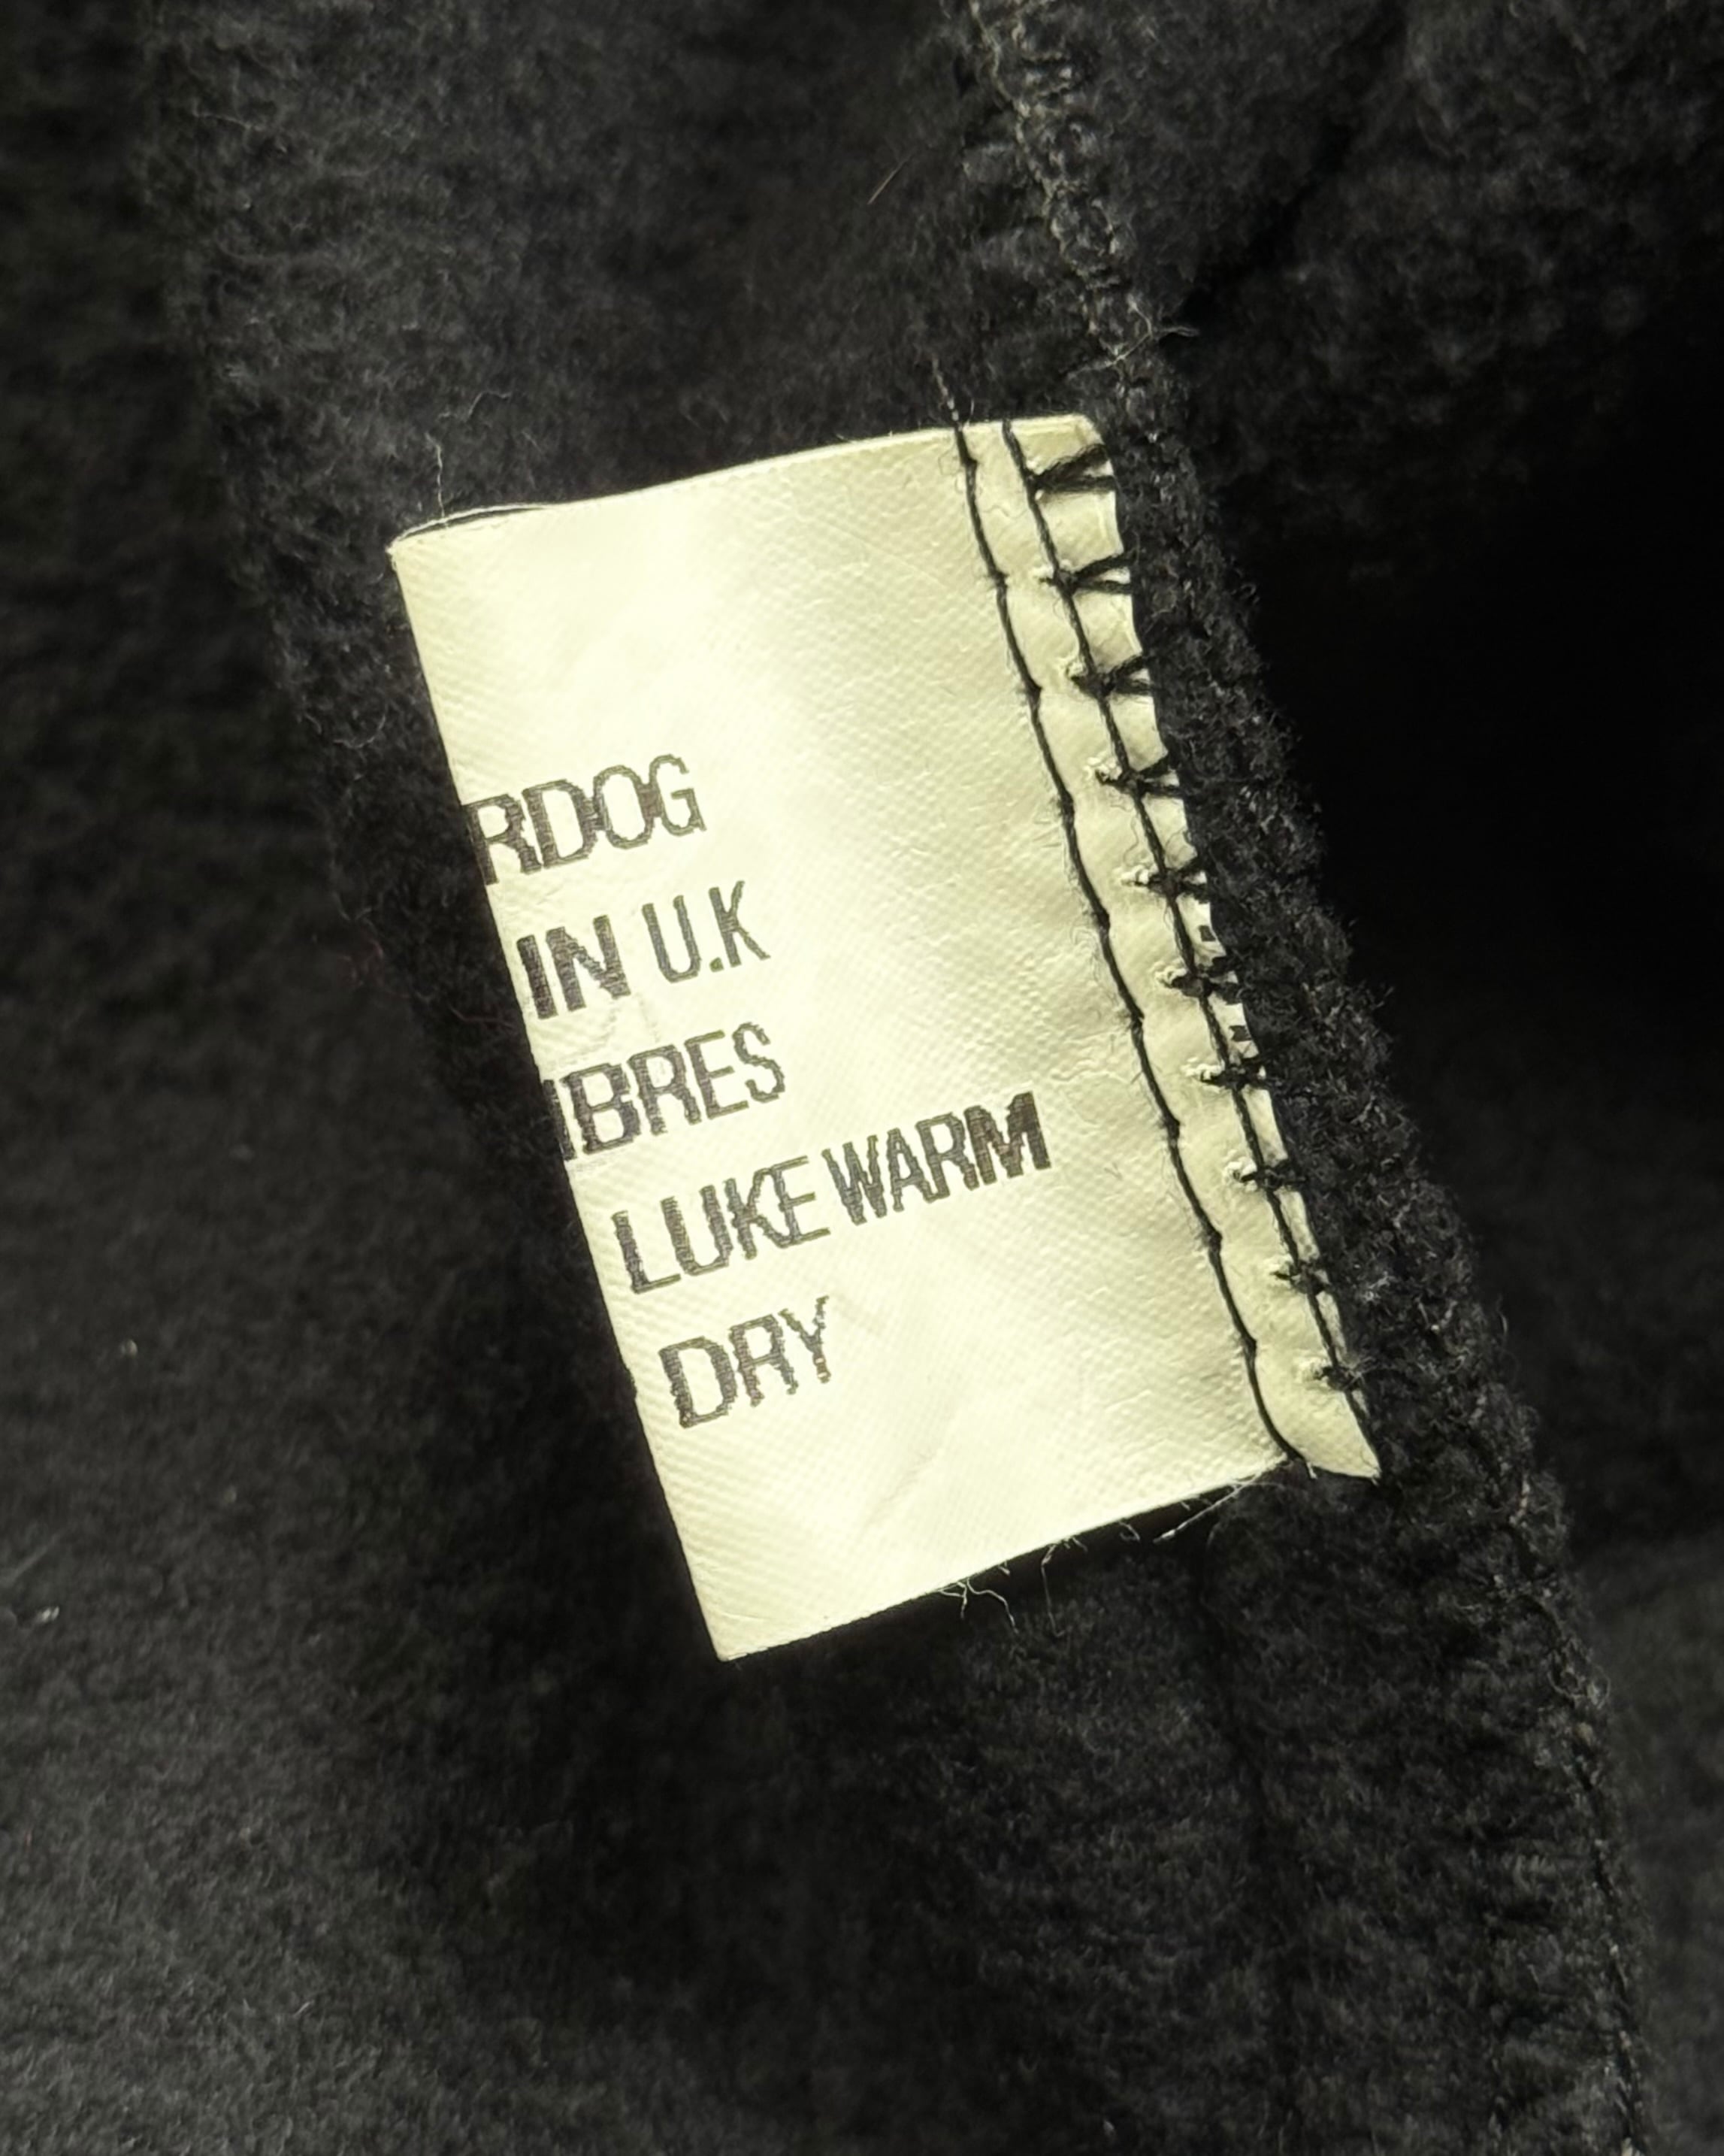 RDOG
IN U.K
IBRES
LUKE WARM
DRY